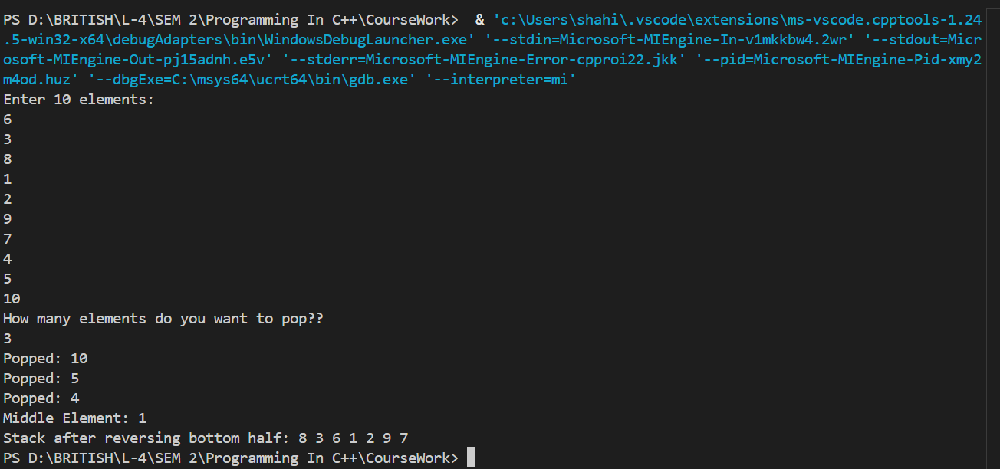 PS D:\BRITISH\L-4\SEM 2\Programming In C++\CourseWork>  & 'c:\Users\shahi\.vscode\extensions\ms-vscode.cpptools-1.24
.5-win32-x64\debugAdapters\bin\WindowsDebugLauncher.exe' '--stdin=Microsoft-MIEngine-In-v1mkkbw4.2wr' '--stdout=Micr
osoft-MIEngine-Out-pj15adnh.e5v' '--stderr=Microsoft-MIEngine-Error-cpproi22.jkk' '--pid=Microsoft-MIEngine-Pid-xmy2
m4od.huz' '--dbgExe=C:\msys64\ucrt64\bin\gdb.exe' '--interpreter=mi'
Enter 10 elements:
6
3
8
1
2
9
7
4
5
10
How many elements do you want to pop??
3
Popped: 10
Popped: 5
Popped: 4
Middle Element: 1
Stack after reversing bottom half: 8 3 6 1 2 9 7
PS D:\BRITISH\L-4\SEM 2\Programming In C++\CourseWork>